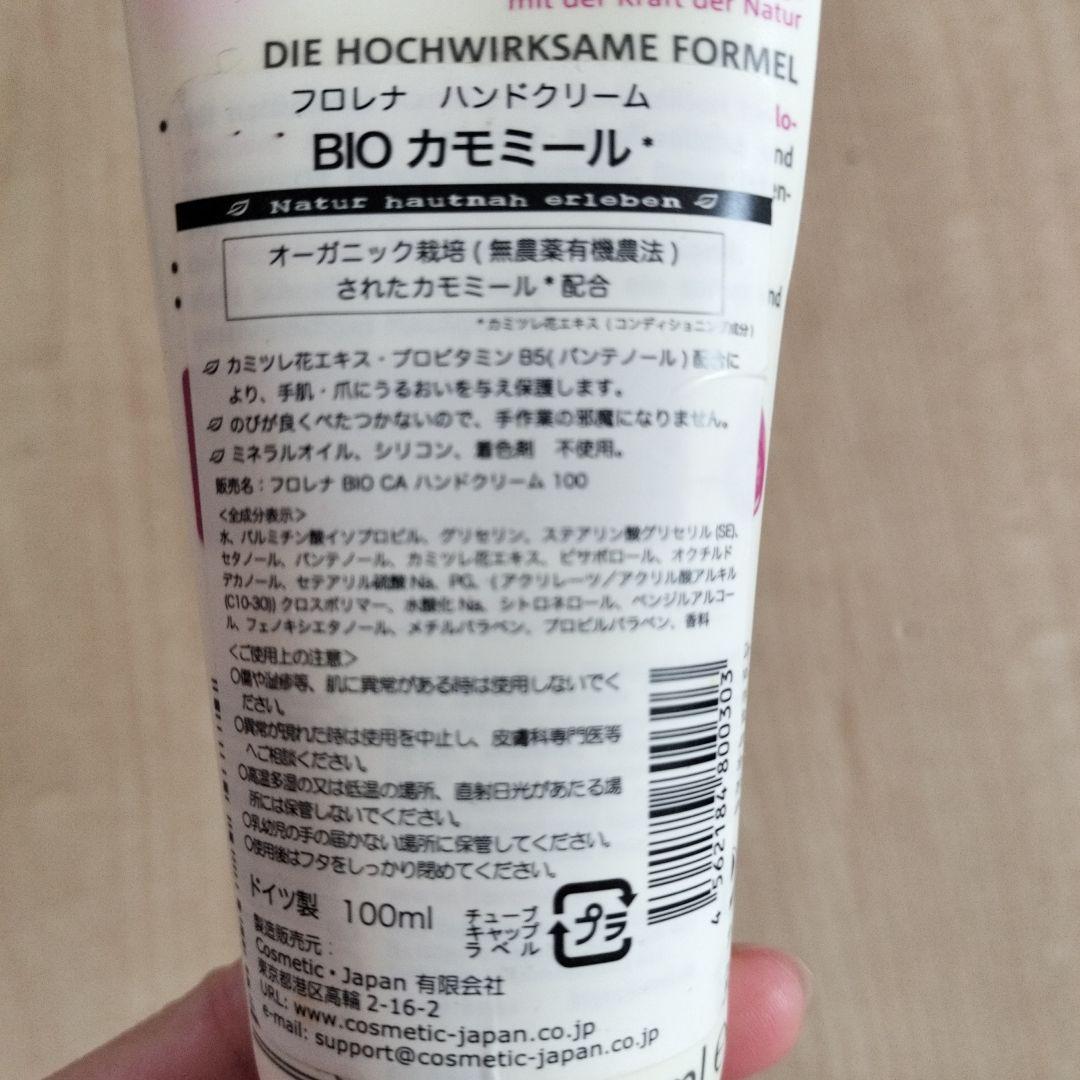 mit der Kraft der Natur
DIE HOCHWIRKSAME FORMEL
フロレナ ハンドクリーム
BIO カモミール*
lo-
nd
en-
Natur hautnah erleben
オーガニック栽培(無農薬有機農法)
されたカモミール*配合
nd
*カミツレ花エキス(コンディショニング成分)
カミツレ花エキス・プロビタミンB5(パンテノール)配合に
より、手肌・爪にうるおいを与え保護します。
のびが良くべたつかないので、手作業の邪魔になりません。
ミネラルオイル、シリコン、着色剤 不使用。
販売名:フロレナ BIO CA ハンドクリーム 100
<全成分表示>
水、パルミチン酸イソプロピル、グリセリン、ステアリン酸グリセリル(SE)、
セタノール、パンテノール、カミツレ花エキス、ビサボロール、オクチルド
デカノール、セテアリル硫酸Na、PG、(アクリレーツ/アクリル酸アルキル
(C10-30))クロスポリマー、水酸化Na、シトロネロール、ベンジルアルコー
ル、フェノキシエタノール、メチルパラベン、プロピルパラベン、香料
<ご使用上の注意>
○傷や湿疹等、肌に異常がある時は使用しないでく
ださい。
○異常が現れた時は使用を中止し、皮膚科専門医等
へご相談ください。
○高温多湿の又は低温の場所、直射日光があたる場
所には保管しないでください。
○乳幼児の手の届かない場所に保管してください。
○使用後はフタをしっかり閉めてください。
4562184800303
ドイツ製 100ml
チューブ
キャップ
ラベル
プラ
製造販売元:
Cosmetic・Japan 有限会社
東京都港区高輪 2-16-2
URL: www.cosmetic-japan.co.jp
e-mail: support@cosmetic-japan.co.jp
ml e